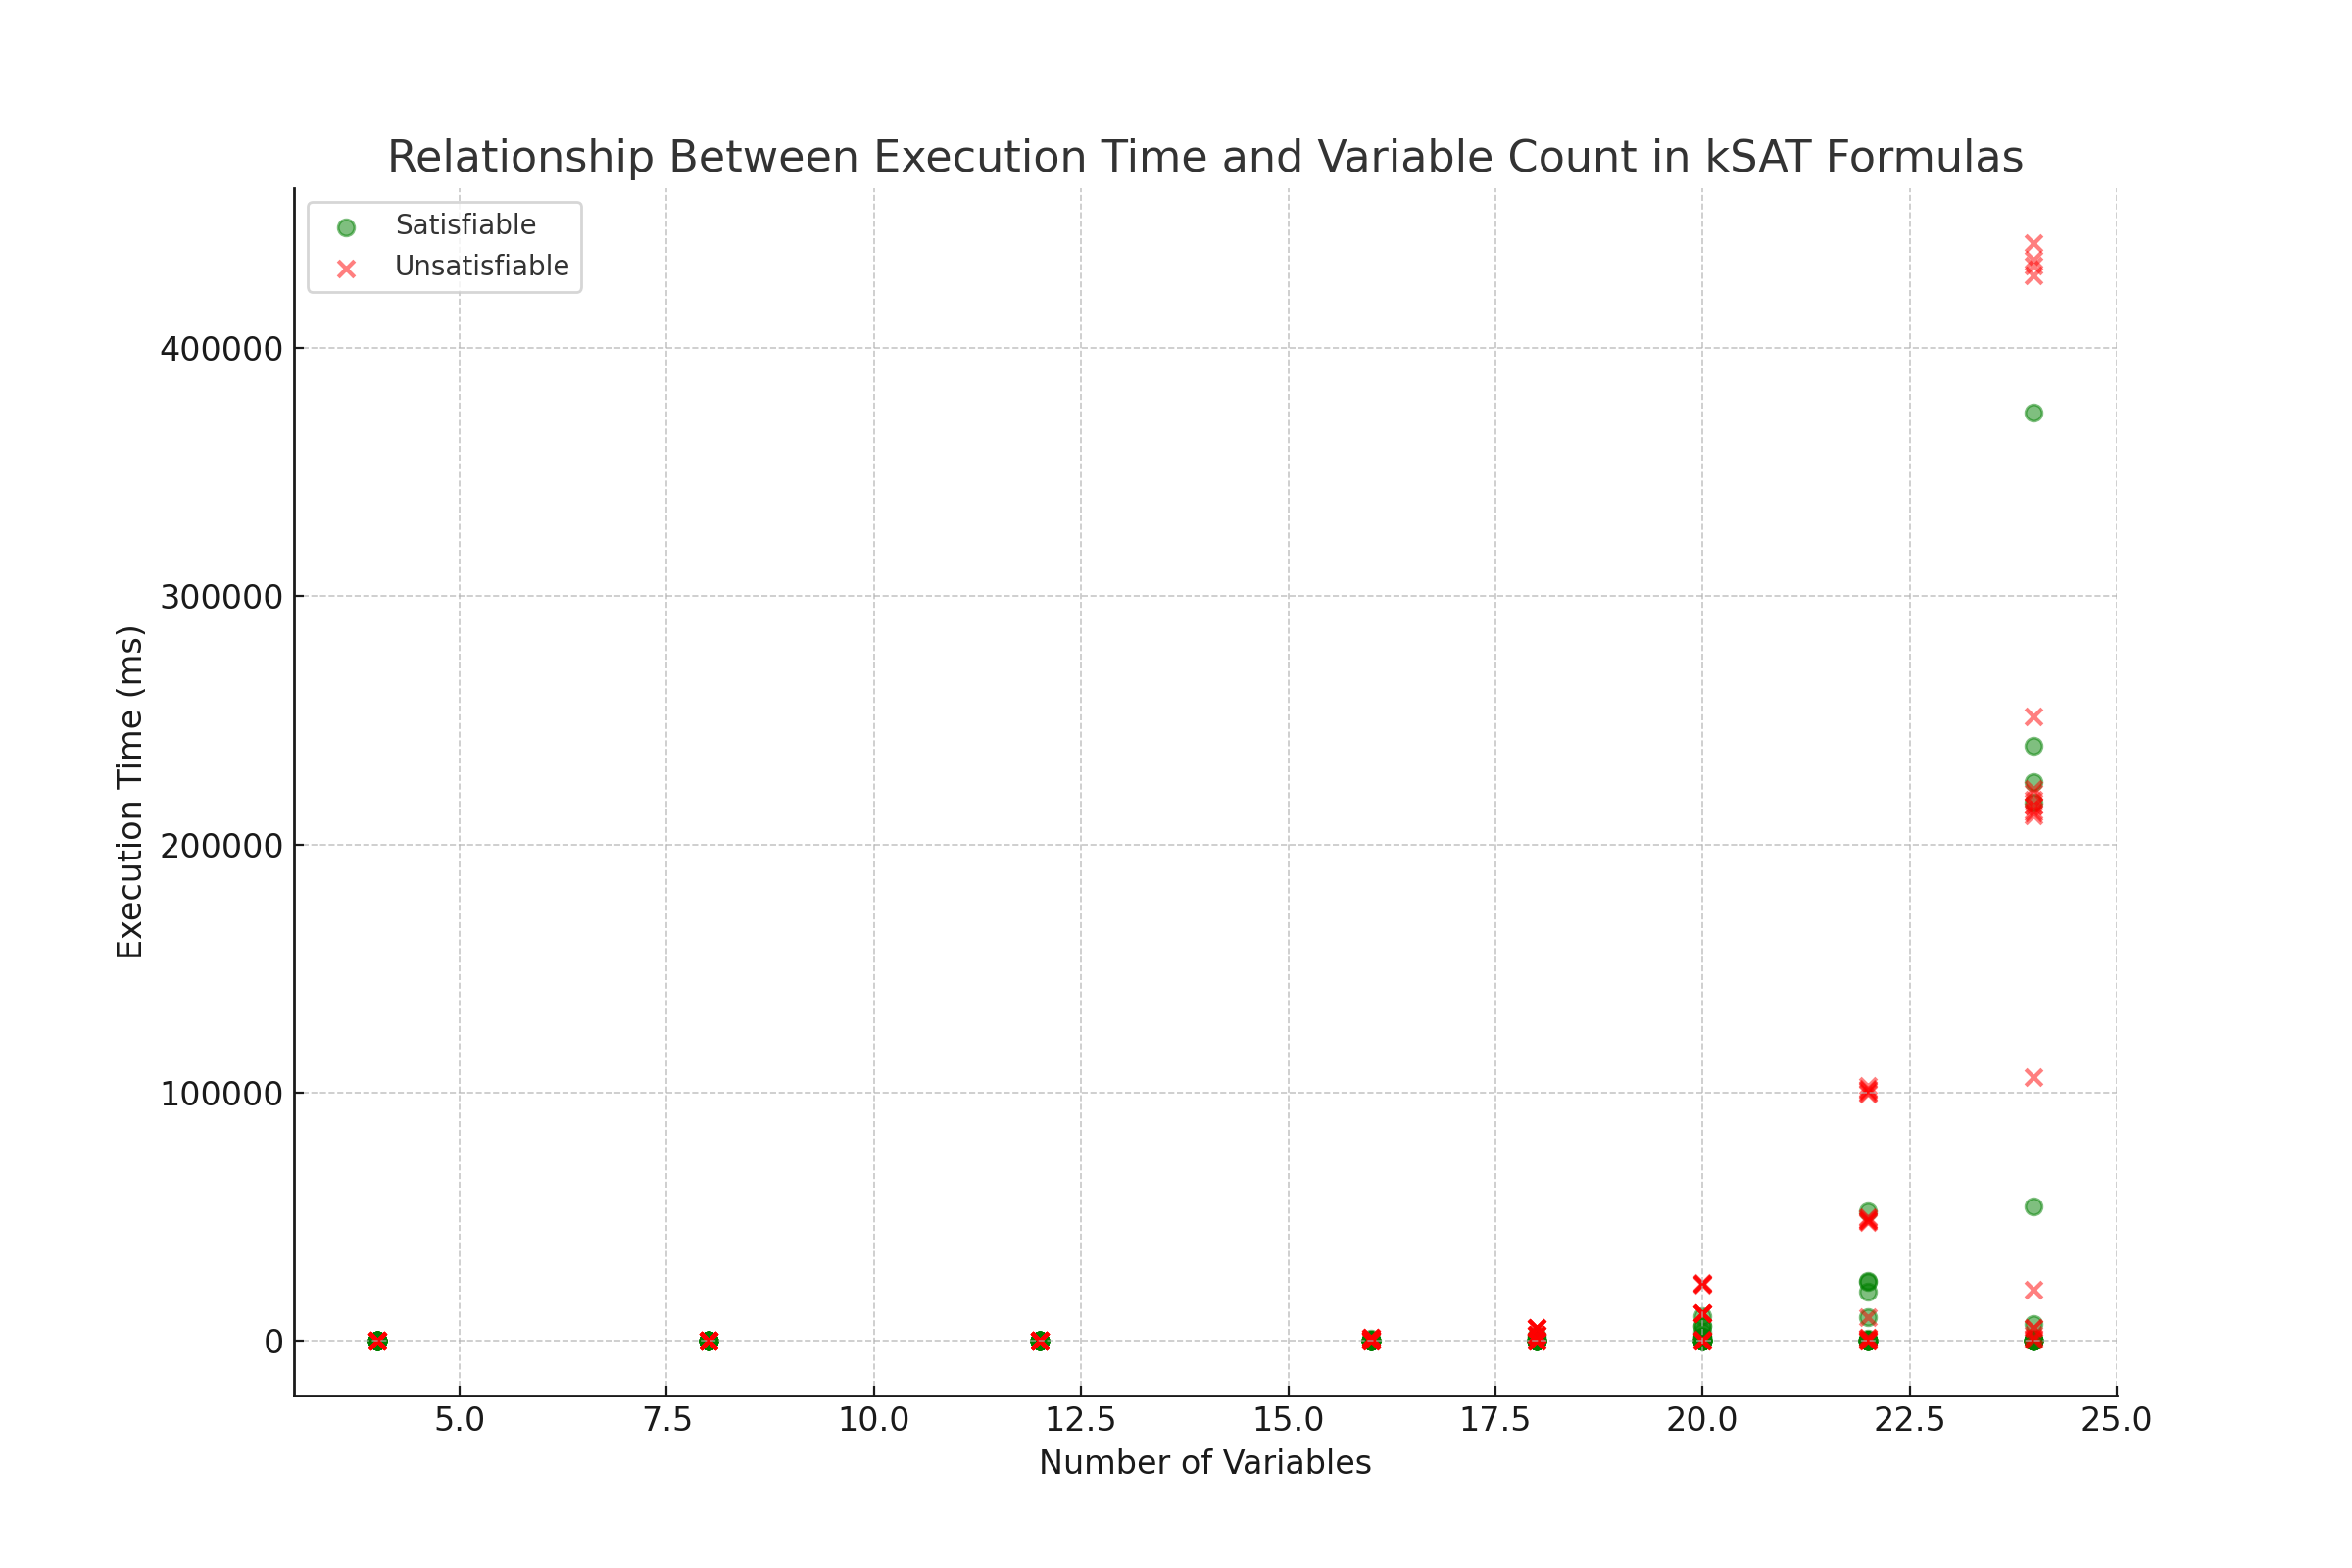 Relationship Between Execution Time and Variable Count in kSAT Formulas
Satisfiable
Unsatisfiable
400000
300000
200000
100000
0
Execution Time (ms)
5.0 7.5 10.0 12.5 15.0 17.5 20.0 22.5 25.0
Number of Variables